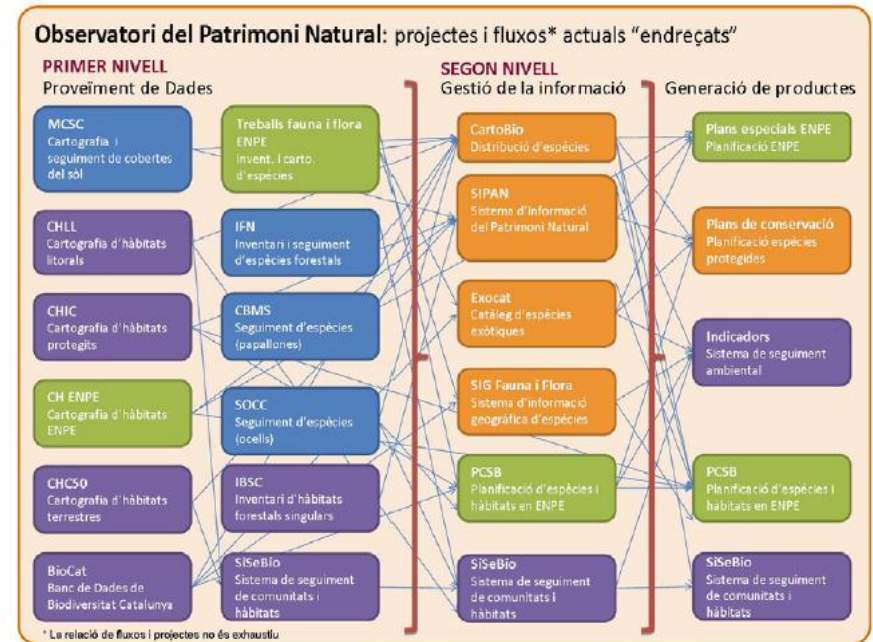 Observatori del Patrimoni Natural: projectes i fluxos* actuals "endreçats"
PRIMER NIVELL
Proveïment de Dades
MCSC
Cartografia i
seguiment de cobertes
del sòl
CHLL
Cartografia d'hàbitats
litorals
CHIC
Cartografia d'hàbitats
protegits
CH ENPE
Cartografia d'hàbitats
ENPE
CHC50
Cartografia d'hàbitats
terrestres
BioCat
Banc de Dades de
Biodiversitat Catalunya
Treballs fauna i flora
ENPE
Invent. i carto.
d'espècies
IFN
Inventari i seguiment
d'espècies forestals
CBMS
Seguiment d'espècies
(papallones)
SOCC
Seguiment d'espècies
(ocells)
IBSC
Inventari d'hàbitats
forestals singulars
SiSeBio
Sistema de seguiment
de comunitats i
hàbitats
SEGON NIVELL
Gestió de la informació
CartoBio
Distribució d'espècies
SIPAN
Sistema d'informació
del Patrimoni Natural
Exocat
Catàleg d'espècies
exòtiques
SIG Fauna i Flora
Sistema d'informació
geogràfica d'espècies
PCSB
Planificació d'espècies i
hàbitats en ENPE
SiSeBio
Sistema de seguiment
de comunitats i
hàbitats
Generació de productes
Plans especials ENPE
Planificació ENPE
Plans de conservació
Planificació espècies
protegides
Indicadors
Sistema de seguiment
ambiental
PCSB
Planificació d'espècies i
hàbitats en ENPE
SiSeBio
Sistema de seguiment
de comunitats i
hàbitats
* La relació de fluxos i projectes no és exhaustiu